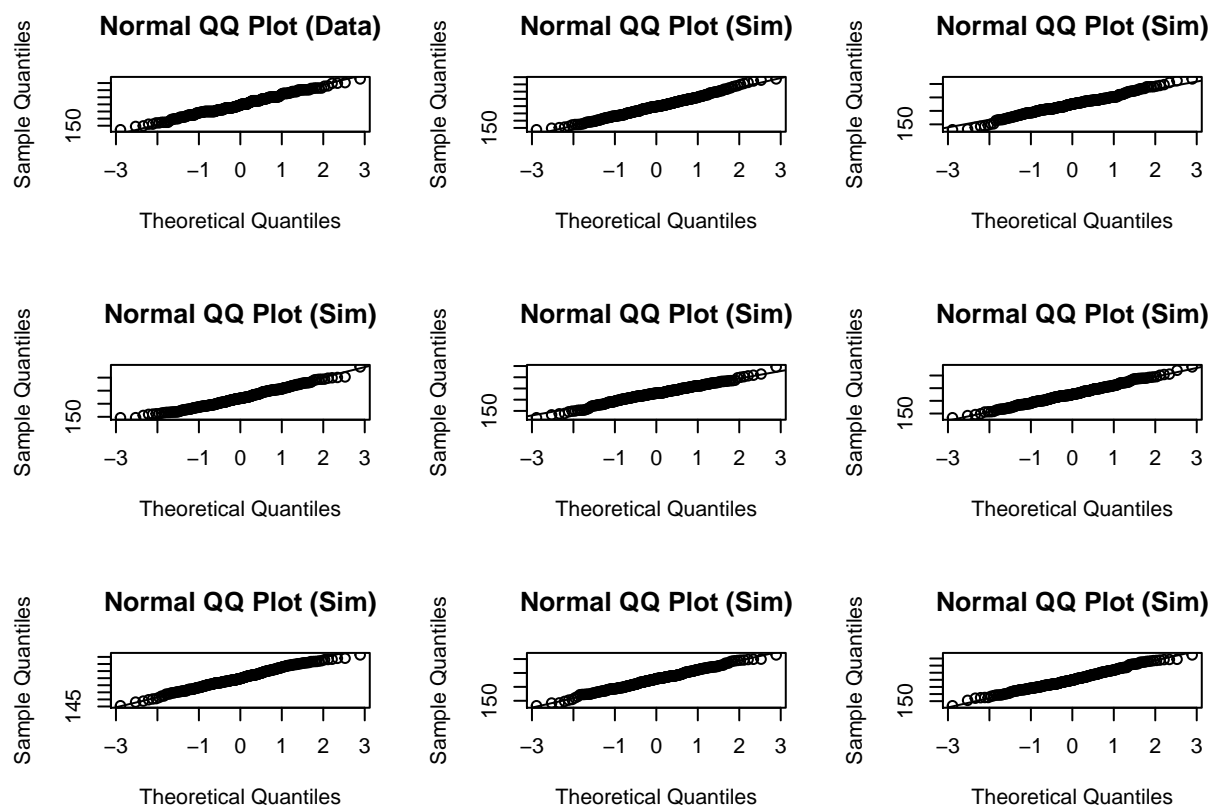 Normal QQ Plot (Data) Normal QQ Plot (Sim) Normal QQ Plot (Sim)
Sample Quantiles Sample Quantiles Sample Quantiles
150 150 150
−3 −1 0 1 2 3 −3 −1 0 1 2 3 −3 −1 0 1 2 3
Theoretical Quantiles Theoretical Quantiles Theoretical Quantiles
Normal QQ Plot (Sim) Normal QQ Plot (Sim) Normal QQ Plot (Sim)
Sample Quantiles Sample Quantiles Sample Quantiles
150 150 150
−3 −1 0 1 2 3 −3 −1 0 1 2 3 −3 −1 0 1 2 3
Theoretical Quantiles Theoretical Quantiles Theoretical Quantiles
Normal QQ Plot (Sim) Normal QQ Plot (Sim) Normal QQ Plot (Sim)
Sample Quantiles Sample Quantiles Sample Quantiles
145 150 150
−3 −1 0 1 2 3 −3 −1 0 1 2 3 −3 −1 0 1 2 3
Theoretical Quantiles Theoretical Quantiles Theoretical Quantiles